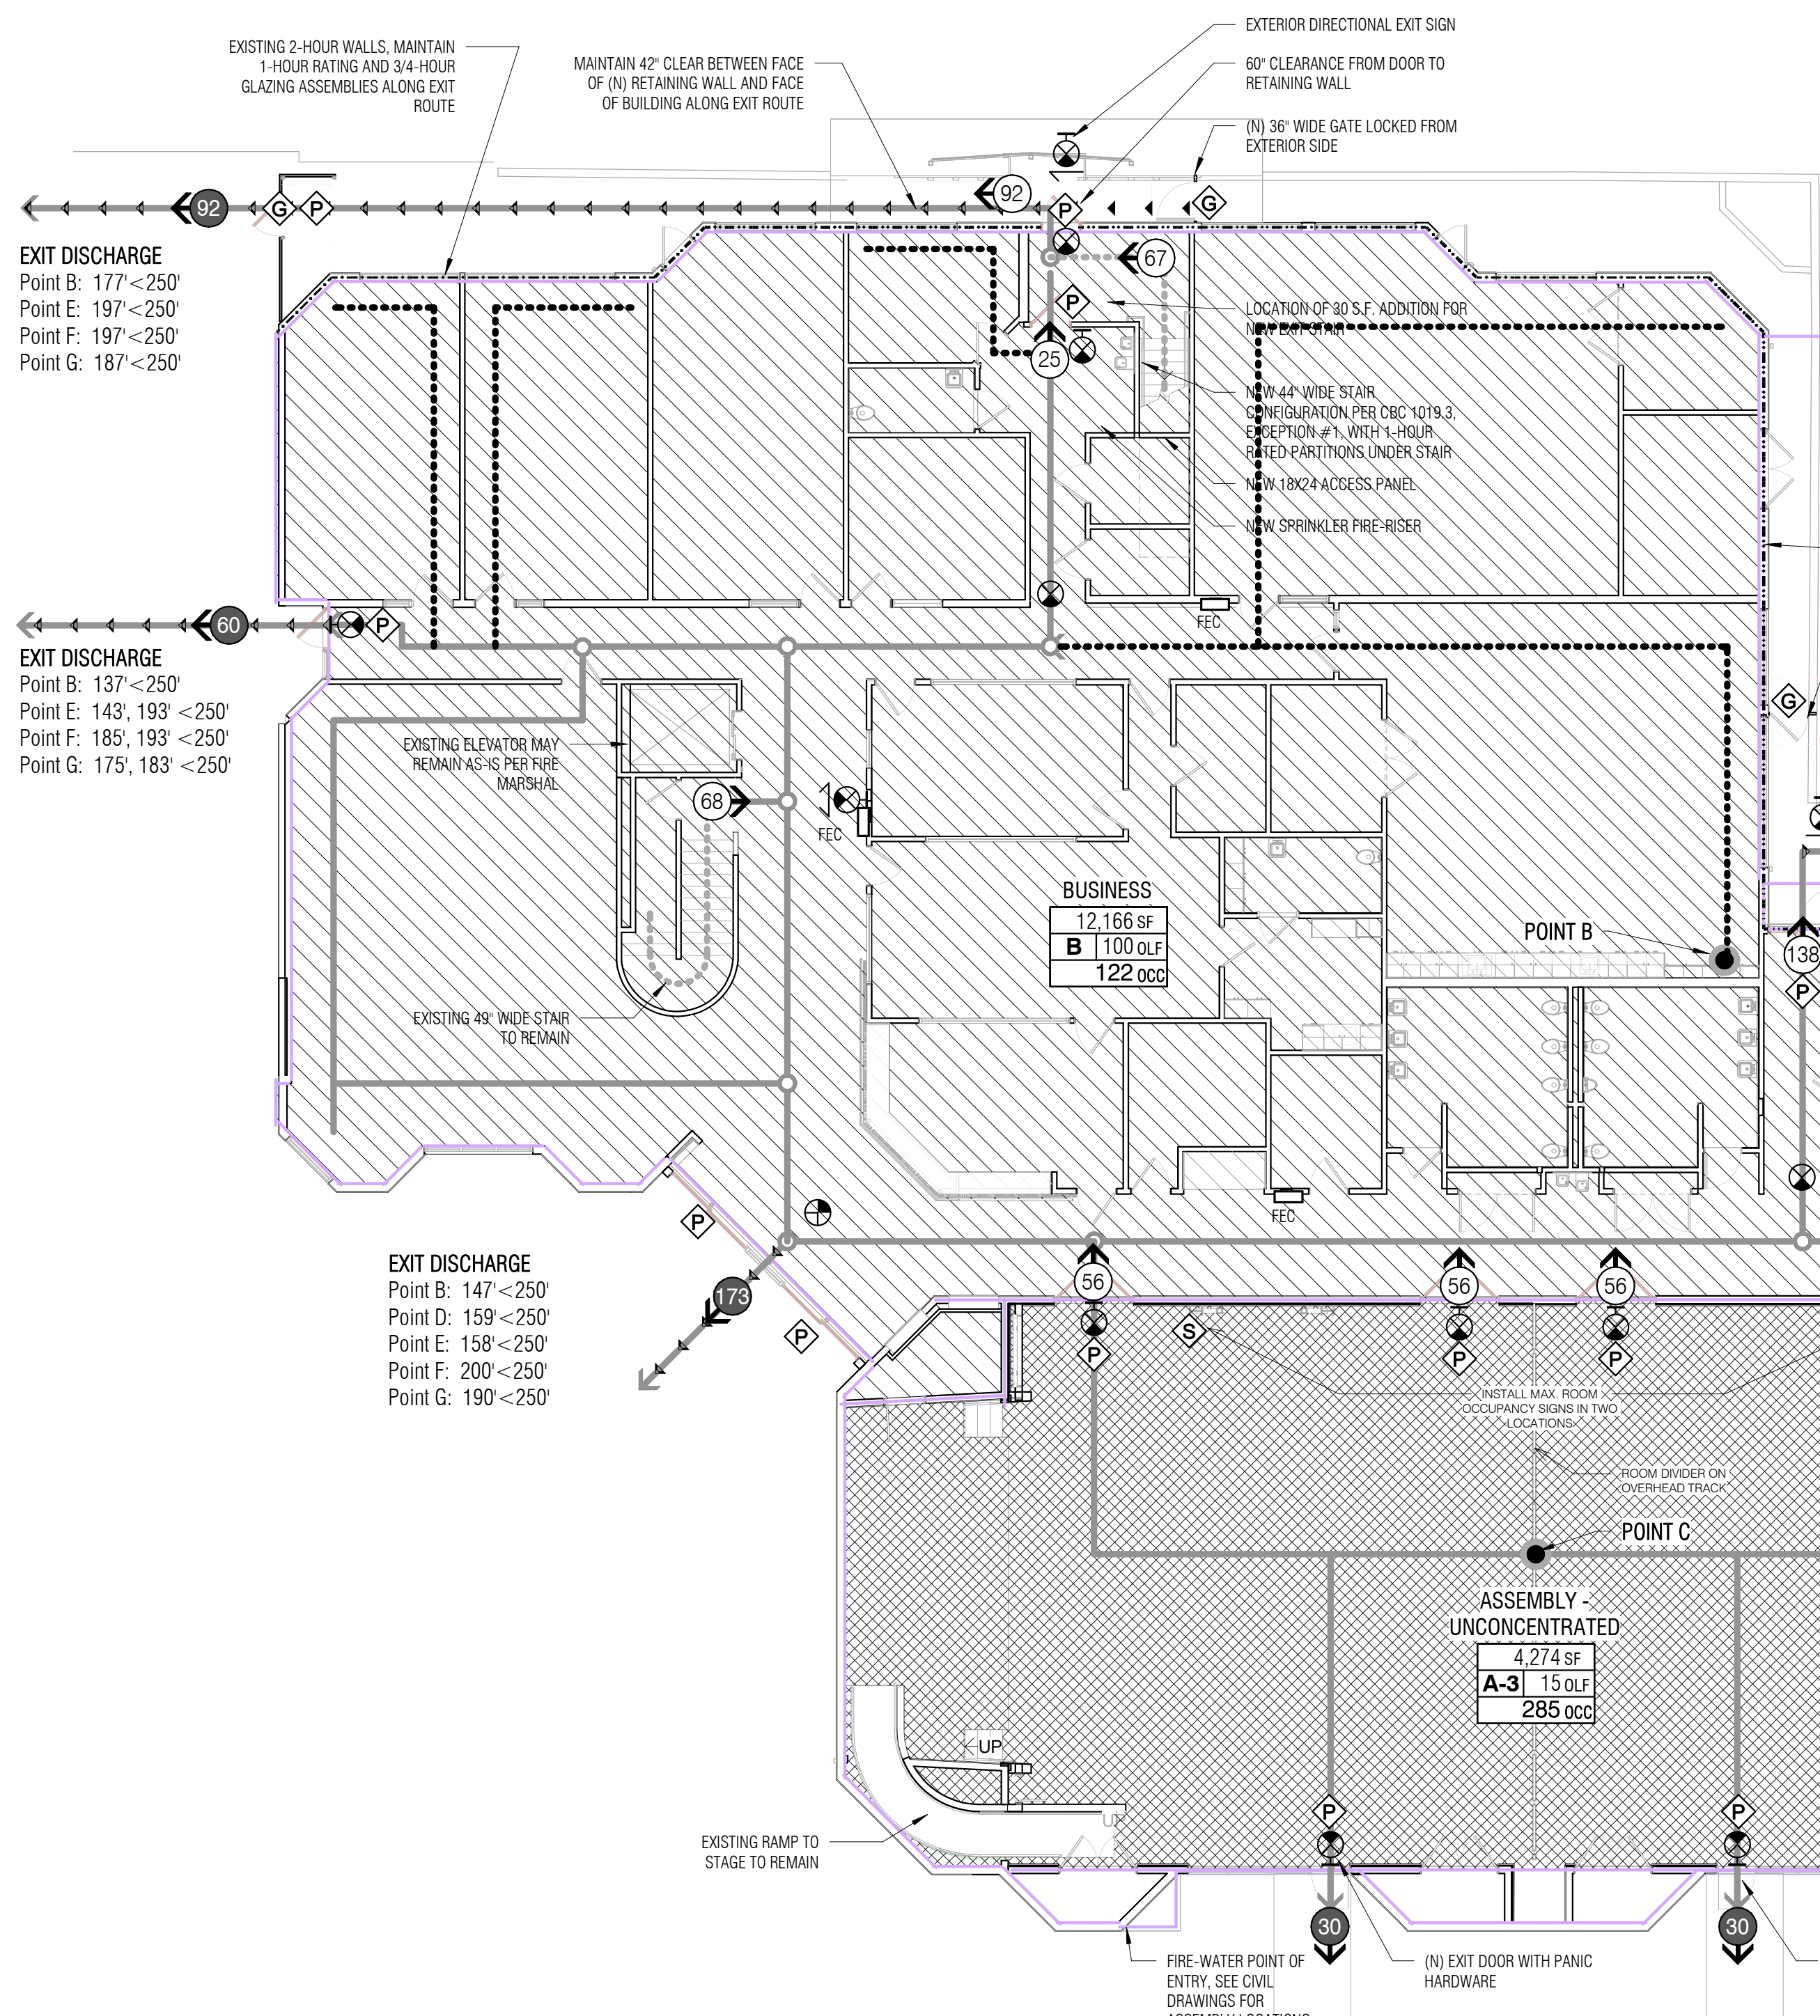 EXTERIOR DIRECTIONAL EXIT SIGN
EXISTING 2-HOUR WALLS, MAINTAIN
1-HOUR RATING AND 3/4-HOUR
GLAZING ASSEMBLIES ALONG EXIT
ROUTE
MAINTAIN 42" CLEAR BETWEEN FACE
OF (N) RETAINING WALL AND FACE
OF BUILDING ALONG EXIT ROUTE
60" CLEARANCE FROM DOOR TO
RETAINING WALL
(N) 36" WIDE GATE LOCKED FROM
EXTERIOR SIDE
92
G
P
92
P
G
67
EXIT DISCHARGE
Point B: 177'<250'
Point E: 197'<250'
Point F: 197'<250'
Point G: 187'<250'
P
25
LOCATION OF 30 S.F. ADDITION FOR
NEW EXIT STAIR
NEW 44" WIDE STAIR
CONFIGURATION PER CBC 1019.3,
EXCEPTION #1, WITH 1-HOUR
RATED PARTITIONS UNDER STAIR
NEW 18X24 ACCESS PANEL
NEW SPRINKLER FIRE-RISER
FEC
60
P
EXIT DISCHARGE
Point B: 137'<250'
Point E: 143', 193' <250'
Point F: 185', 193' <250'
Point G: 175', 183' <250'
G
EXISTING ELEVATOR MAY
REMAIN AS-IS PER FIRE
MARSHAL
68
FEC
BUSINESS
12,166 SF
B 100 OLF
122 OCC
POINT B
138
P
EXISTING 49" WIDE STAIR
TO REMAIN
FEC
P
173
P
EXIT DISCHARGE
Point B: 147'<250'
Point D: 159'<250'
Point E: 158'<250'
Point F: 200'<250'
Point G: 190'<250'
56
56
56
S
P
P
P
INSTALL MAX. ROOM
OCCUPANCY SIGNS IN TWO
LOCATIONS
ROOM DIVIDER ON
OVERHEAD TRACK
POINT C
ASSEMBLY -
UNCONCENTRATED
4,274 SF
A-3 15 OLF
285 OCC
UP
P
P
EXISTING RAMP TO
STAGE TO REMAIN
30
30
FIRE-WATER POINT OF
ENTRY, SEE CIVIL
DRAWINGS FOR
ASSEMBLY LOCATIONS
(N) EXIT DOOR WITH PANIC
HARDWARE